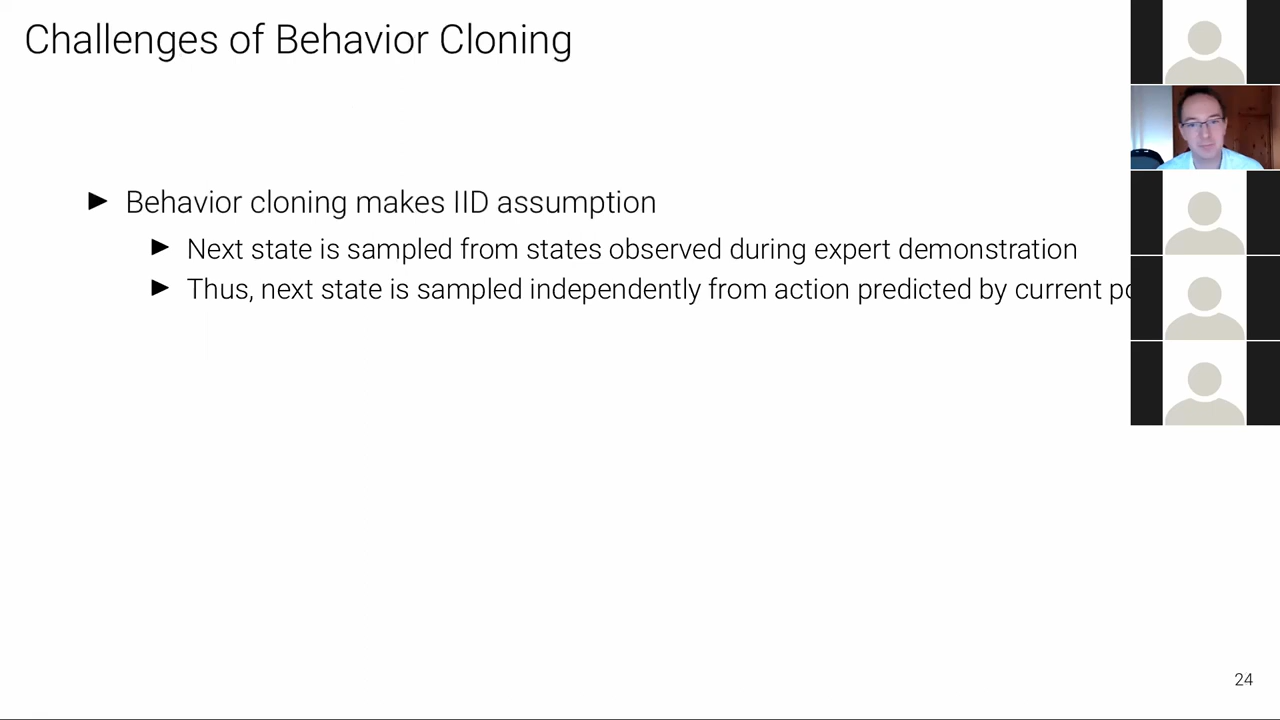 Challenges of Behavior Cloning
Behavior cloning makes IID assumption
Next state is sampled from states observed during expert demonstration
Thus, next state is sampled independently from action predicted by current
24